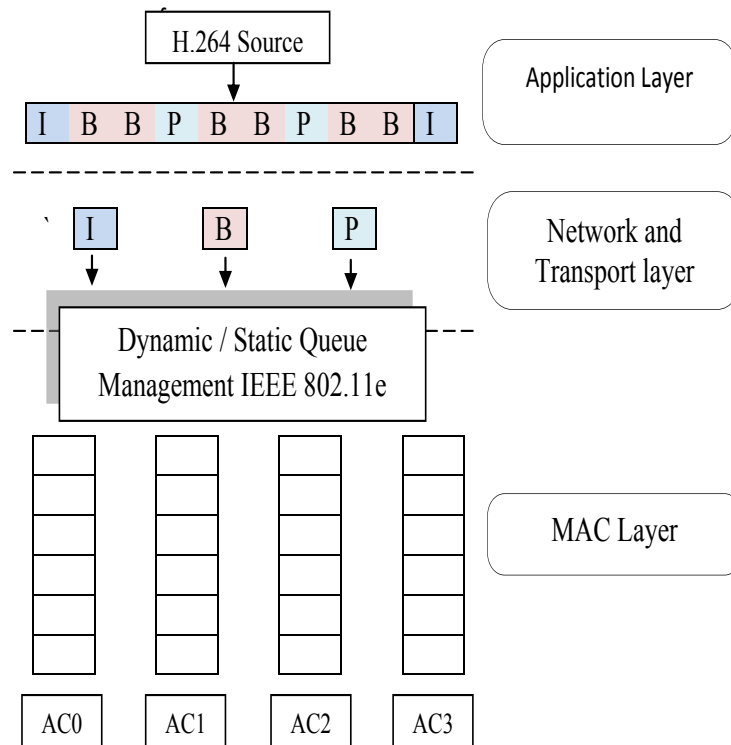 H.264 Source
Application Layer
I B B P B B P B B I
` I B P
Network and
Transport layer
Dynamic / Static Queue
Management IEEE 802.11e
MAC Layer
AC0 AC1 AC2 AC3